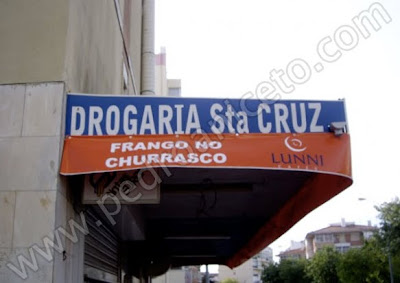 DROGARIA Sta CRUZ
FRANGO NO
CHURRASCO
LUNNI